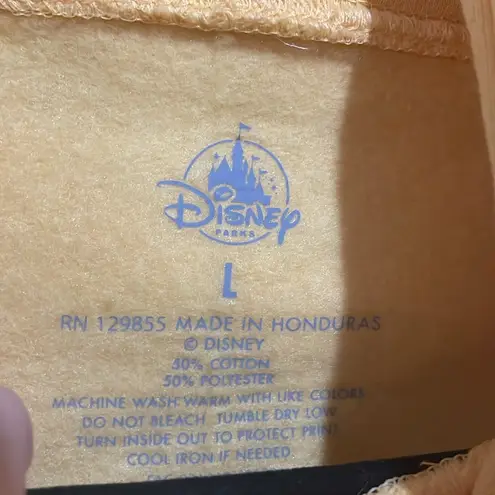 DISNEY
PARKS
L
RN 129855 MADE IN HONDURAS
© DISNEY
50% COTTON
50% POLYESTER
MACHINE WASH WARM WITH LIKE COLORS
DO NOT BLEACH TUMBLE DRY LOW
TURN INSIDE OUT TO PROTECT PRINT
COOL IRON IF NEEDED.